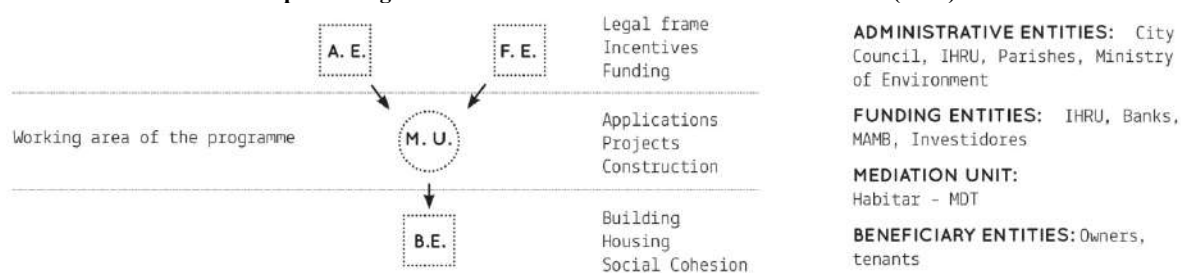 A. E.
F. E.
Legal frame
Incentives
Funding
Working area of the programme
M. U.
Applications
Projects
Construction
B.E.
Building
Housing
Social Cohesion
ADMINISTRATIVE ENTITIES: City
Council, IHRU, Parishes, Ministry
of Environment
FUNDING ENTITIES: IHRU, Banks,
MAMB, Investidores
MEDIATION UNIT:
Habitar - MDT
BENEFICIARY ENTITIES: Owners,
tenants